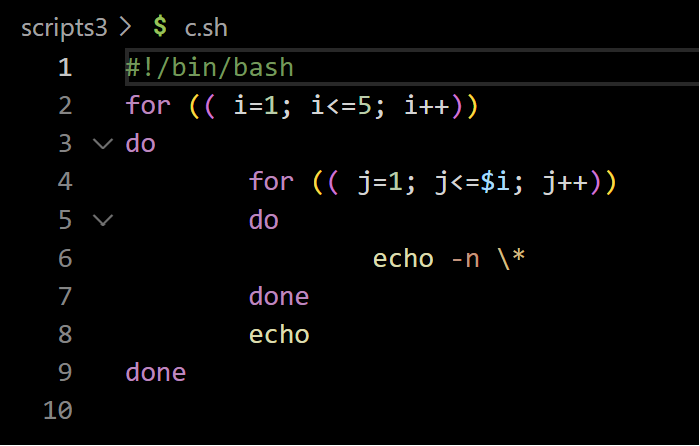 scripts3 > $ c.sh
1 #!/bin/bash
2 for (( i=1; i<=5; i++))
3 do
4 for (( j=1; j<=$i; j++))
5 do
6 echo -n \*
7 done
8 echo
9 done
10